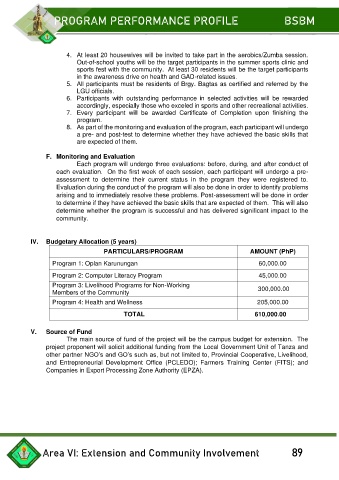 PROGRAM PERFORMANCE PROFILE BSBM
4. At least 20 housewives will be invited to take part in the aerobics/Zumba session.
Out-of-school youths will be the target participants in the summer sports clinic and
sports fest with the community. At least 30 residents will be the target participants
in the awareness drive on health and GAD-related issues.
5. All participants must be residents of Brgy. Bagtas as certified and referred by the
LGU officials.
6. Participants with outstanding performance in selected activities will be rewarded
accordingly, especially those who exceled in sports and other recreational activities.
7. Every participant will be awarded Certificate of Completion upon finishing the
program.
8. As part of the monitoring and evaluation of the program, each participant will undergo
a pre- and post-test to determine whether they have achieved the basic skills that
are expected of them.
F. Monitoring and Evaluation
Each program will undergo three evaluations: before, during, and after conduct of
each evaluation. On the first week of each session, each participant will undergo a pre-
assessment to determine their current status in the program they were registered to.
Evaluation during the conduct of the program will also be done in order to identify problems
arising and to immediately resolve these problems. Post-assessment will be done in order
to determine if they have achieved the basic skills that are expected of them. This will also
determine whether the program is successful and has delivered significant impact to the
community.
IV. Budgetary Allocation (5 years)
PARTICULARS/PROGRAM AMOUNT (PhP)
Program 1: Oplan Karunungan 60,000.00
Program 2: Computer Literacy Program 45,000.00
Program 3: Livelihood Programs for Non-Working
Members of the Community 300,000.00
Program 4: Health and Wellness 205,000.00
TOTAL 610,000.00
V. Source of Fund
The main source of fund of the project will be the campus budget for extension. The
project proponent will solicit additional funding from the Local Government Unit of Tanza and
other partner NGO's and GO's such as, but not limited to, Provincial Cooperative, Livelihood,
and Entrepreneurial Development Office (PCLEDO); Farmers Training Center (FITS); and
Companies in Export Processing Zone Authority (EPZA).
Area VI: Extension and Community Involvement 89